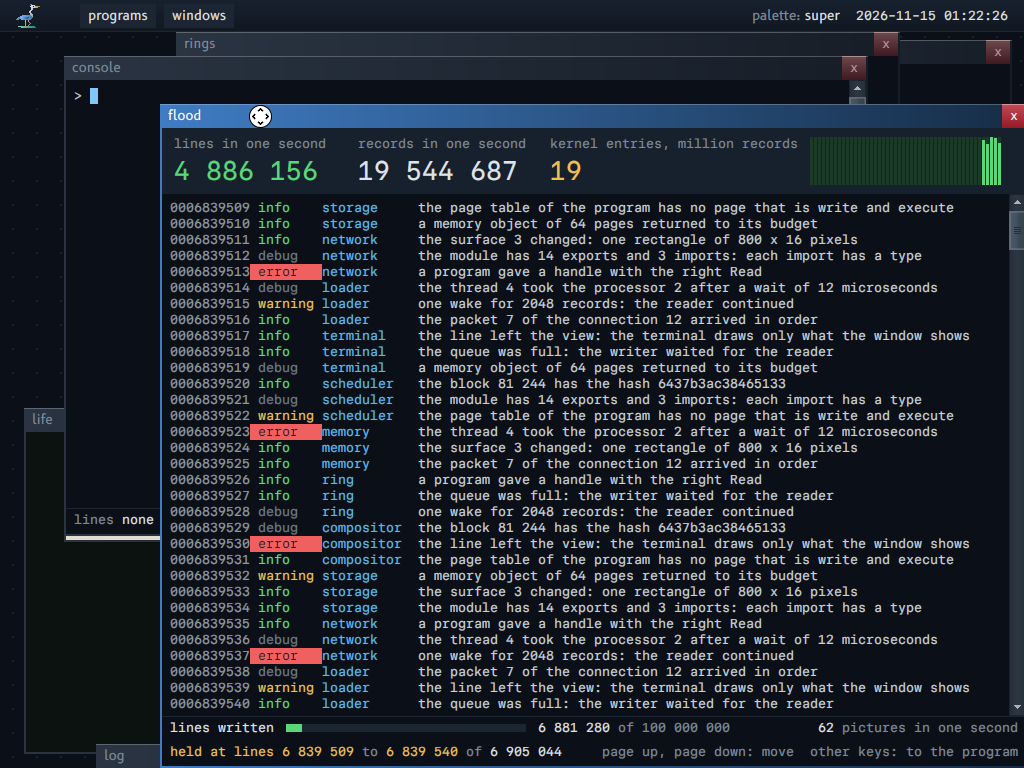 programs windows palette: super 2026-11-15 01:22:26
rings x
x
console x
>
flood x
lines in one second records in one second kernel entries, million records
4 886 156 19 544 687 19
0006839509 info storage the page table of the program has no page that is write and execute
0006839510 info storage a memory object of 64 pages returned to its budget
0006839511 info network the surface 3 changed: one rectangle of 800 x 16 pixels
0006839512 debug network the module has 14 exports and 3 imports: each import has a type
0006839513 error network a program gave a handle with the right Read
0006839514 debug loader the thread 4 took the processor 2 after a wait of 12 microseconds
0006839515 warning loader one wake for 2048 records: the reader continued
0006839516 info loader the packet 7 of the connection 12 arrived in order
0006839517 info terminal the line left the view: the terminal draws only what the window shows
0006839518 info terminal the queue was full: the writer waited for the reader
0006839519 debug terminal a memory object of 64 pages returned to its budget
0006839520 info scheduler the block 81 244 has the hash 6437b3ac38465133
0006839521 debug scheduler the module has 14 exports and 3 imports: each import has a type
0006839522 warning scheduler the page table of the program has no page that is write and execute
0006839523 error memory the thread 4 took the processor 2 after a wait of 12 microseconds
0006839524 info memory the surface 3 changed: one rectangle of 800 x 16 pixels
0006839525 info memory the packet 7 of the connection 12 arrived in order
0006839526 info ring a program gave a handle with the right Read
0006839527 info ring the queue was full: the writer waited for the reader
0006839528 debug ring one wake for 2048 records: the reader continued
0006839529 debug compositor the block 81 244 has the hash 6437b3ac38465133
0006839530 error compositor the line left the view: the terminal draws only what the window shows
0006839531 info compositor the page table of the program has no page that is write and execute
0006839532 warning storage a memory object of 64 pages returned to its budget
0006839533 info storage the surface 3 changed: one rectangle of 800 x 16 pixels
0006839534 info storage the module has 14 exports and 3 imports: each import has a type
0006839535 info network a program gave a handle with the right Read
0006839536 debug network the thread 4 took the processor 2 after a wait of 12 microseconds
0006839537 error network one wake for 2048 records: the reader continued
0006839538 debug loader the packet 7 of the connection 12 arrived in order
0006839539 warning loader the line left the view: the terminal draws only what the window shows
0006839540 info loader the queue was full: the writer waited for the reader
lines written 6 881 280 of 100 000 000 62 pictures in one second
held at lines 6 839 509 to 6 839 540 of 6 905 044 page up, page down: move other keys: to the program
life
lines none
log